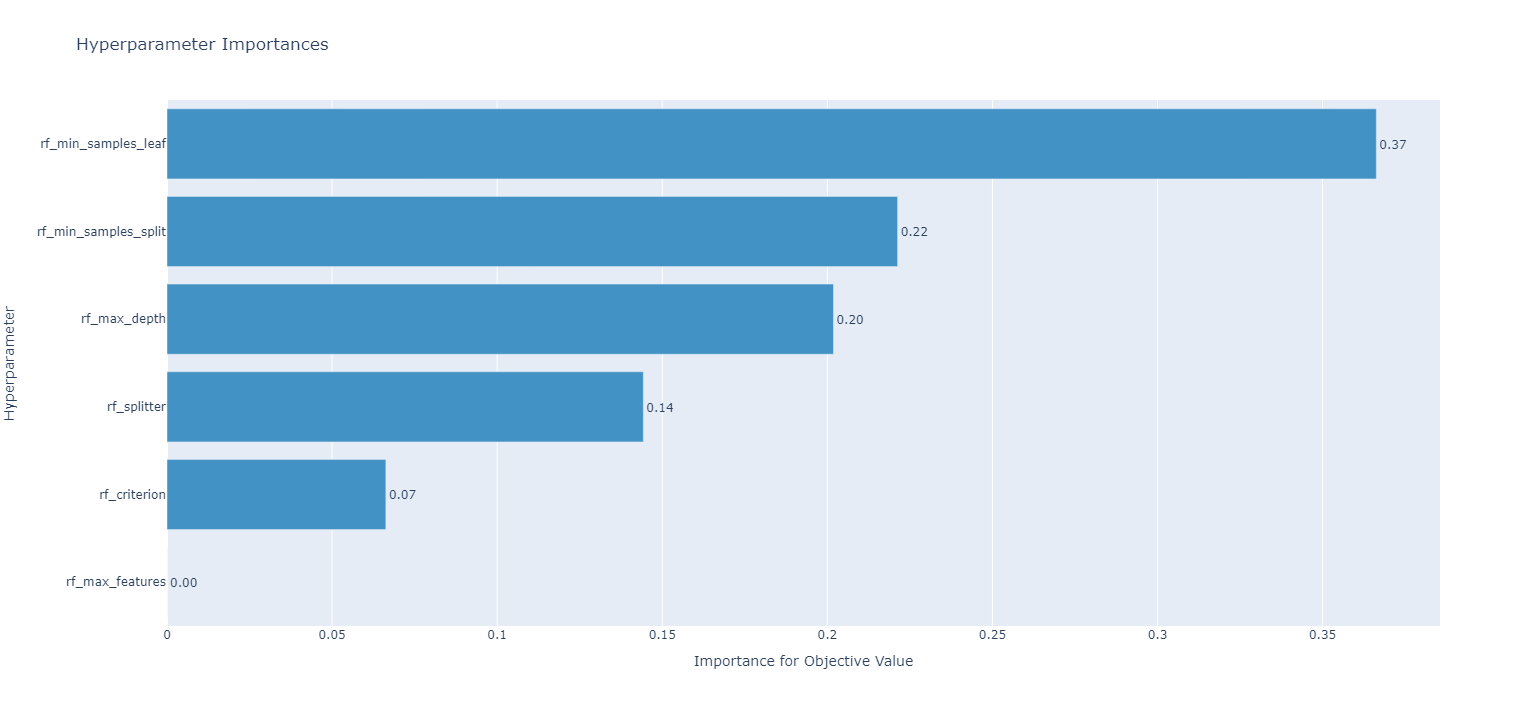 Hyperparameter Importances
Hyperparameter
rf_min_samples_leaf
0.37
rf_min_samples_split
0.22
rf_max_depth
0.20
rf_splitter
0.14
rf_criterion
0.07
rf_max_features
0.00
0 0.05 0.1 0.15 0.2 0.25 0.3 0.35
Importance for Objective Value